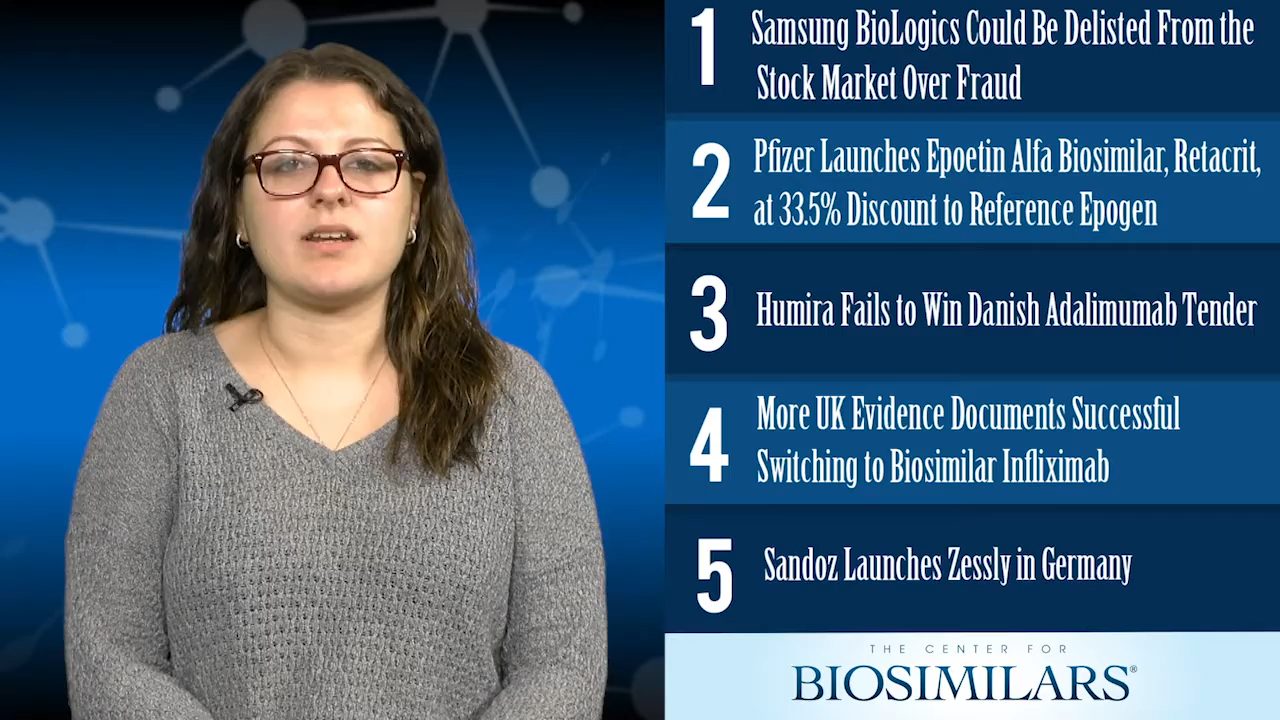 1
Samsung BioLogics Could Be Delisted From the
Stock Market Over Fraud
2
Pfizer Launches Epoetin Alfa Biosimilar, Retacrit,
at 33.5% Discount to Reference Epogen
3
Humira Fails to Win Danish Adalimumab Tender
4
More UK Evidence Documents Successful
Switching to Biosimilar Infliximab
5
Sandoz Launches Zessly in Germany
THE CENTER FOR
BIOSIMILARS®